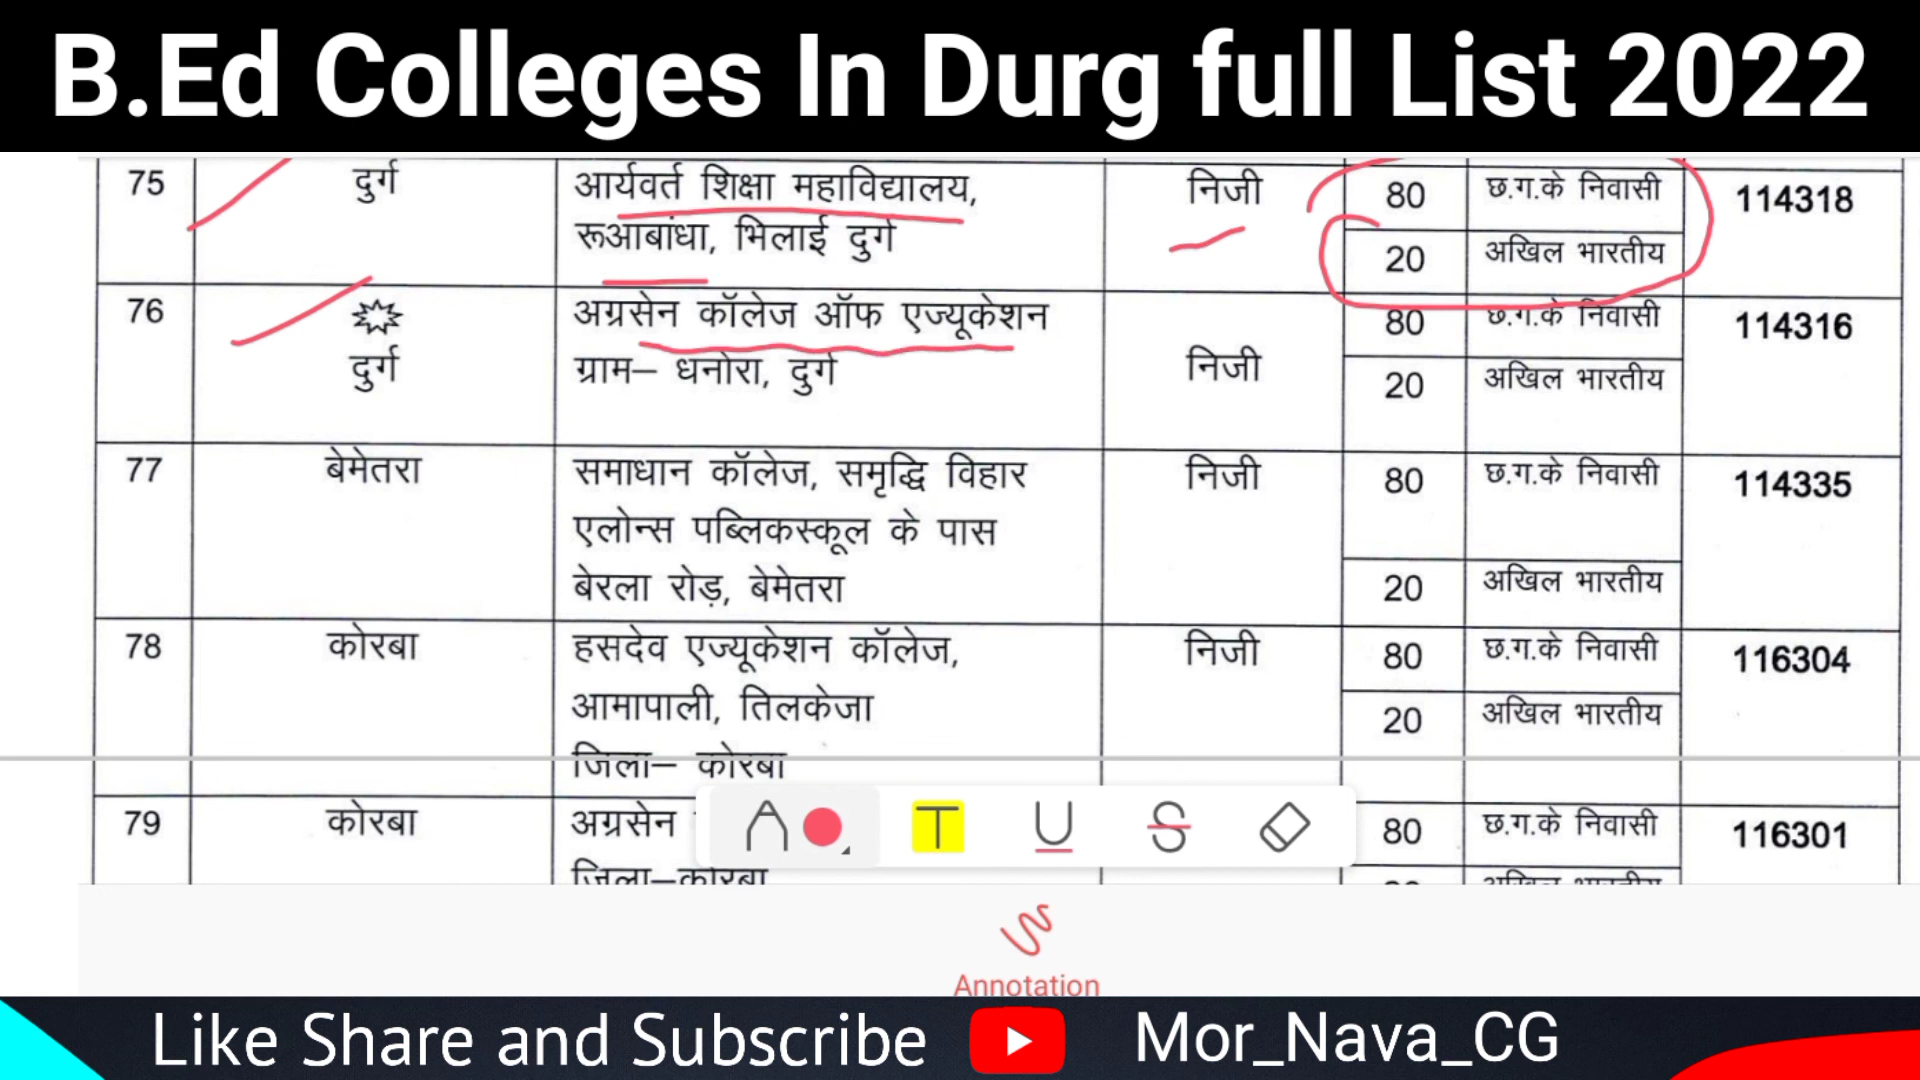 B.Ed Colleges In Durg full List 2022
75 दुर्ग आर्यवर्त शिक्षा महाविद्यालय, निजी 80 छ.ग.के निवासी 114318
रूआबांधा, भिलाई दुर्ग 20 अखिल भारतीय
76 अग्रसेन कॉलेज ऑफ एज्यूकेशन 80 छ.ग.के निवासी 114316
दुर्ग ग्राम– धनोरा, दुर्ग निजी 20 अखिल भारतीय
77 बेमेतरा समाधान कॉलेज, समृद्धि विहार निजी 80 छ.ग.के निवासी 114335
एलोन्स पब्लिकस्कूल के पास
बेरला रोड़, बेमेतरा 20 अखिल भारतीय
78 कोरबा हसदेव एज्यूकेशन कॉलेज, निजी 80 छ.ग.के निवासी 116304
आमापाली, तिलकेजा 20 अखिल भारतीय
जिला– कोरबा
79 कोरबा अग्रसेन 80 छ.ग.के निवासी 116301
जिला–कोरबा अखिल भारतीय
T U S
Annotation
Like Share and Subscribe Mor_Nava_CG